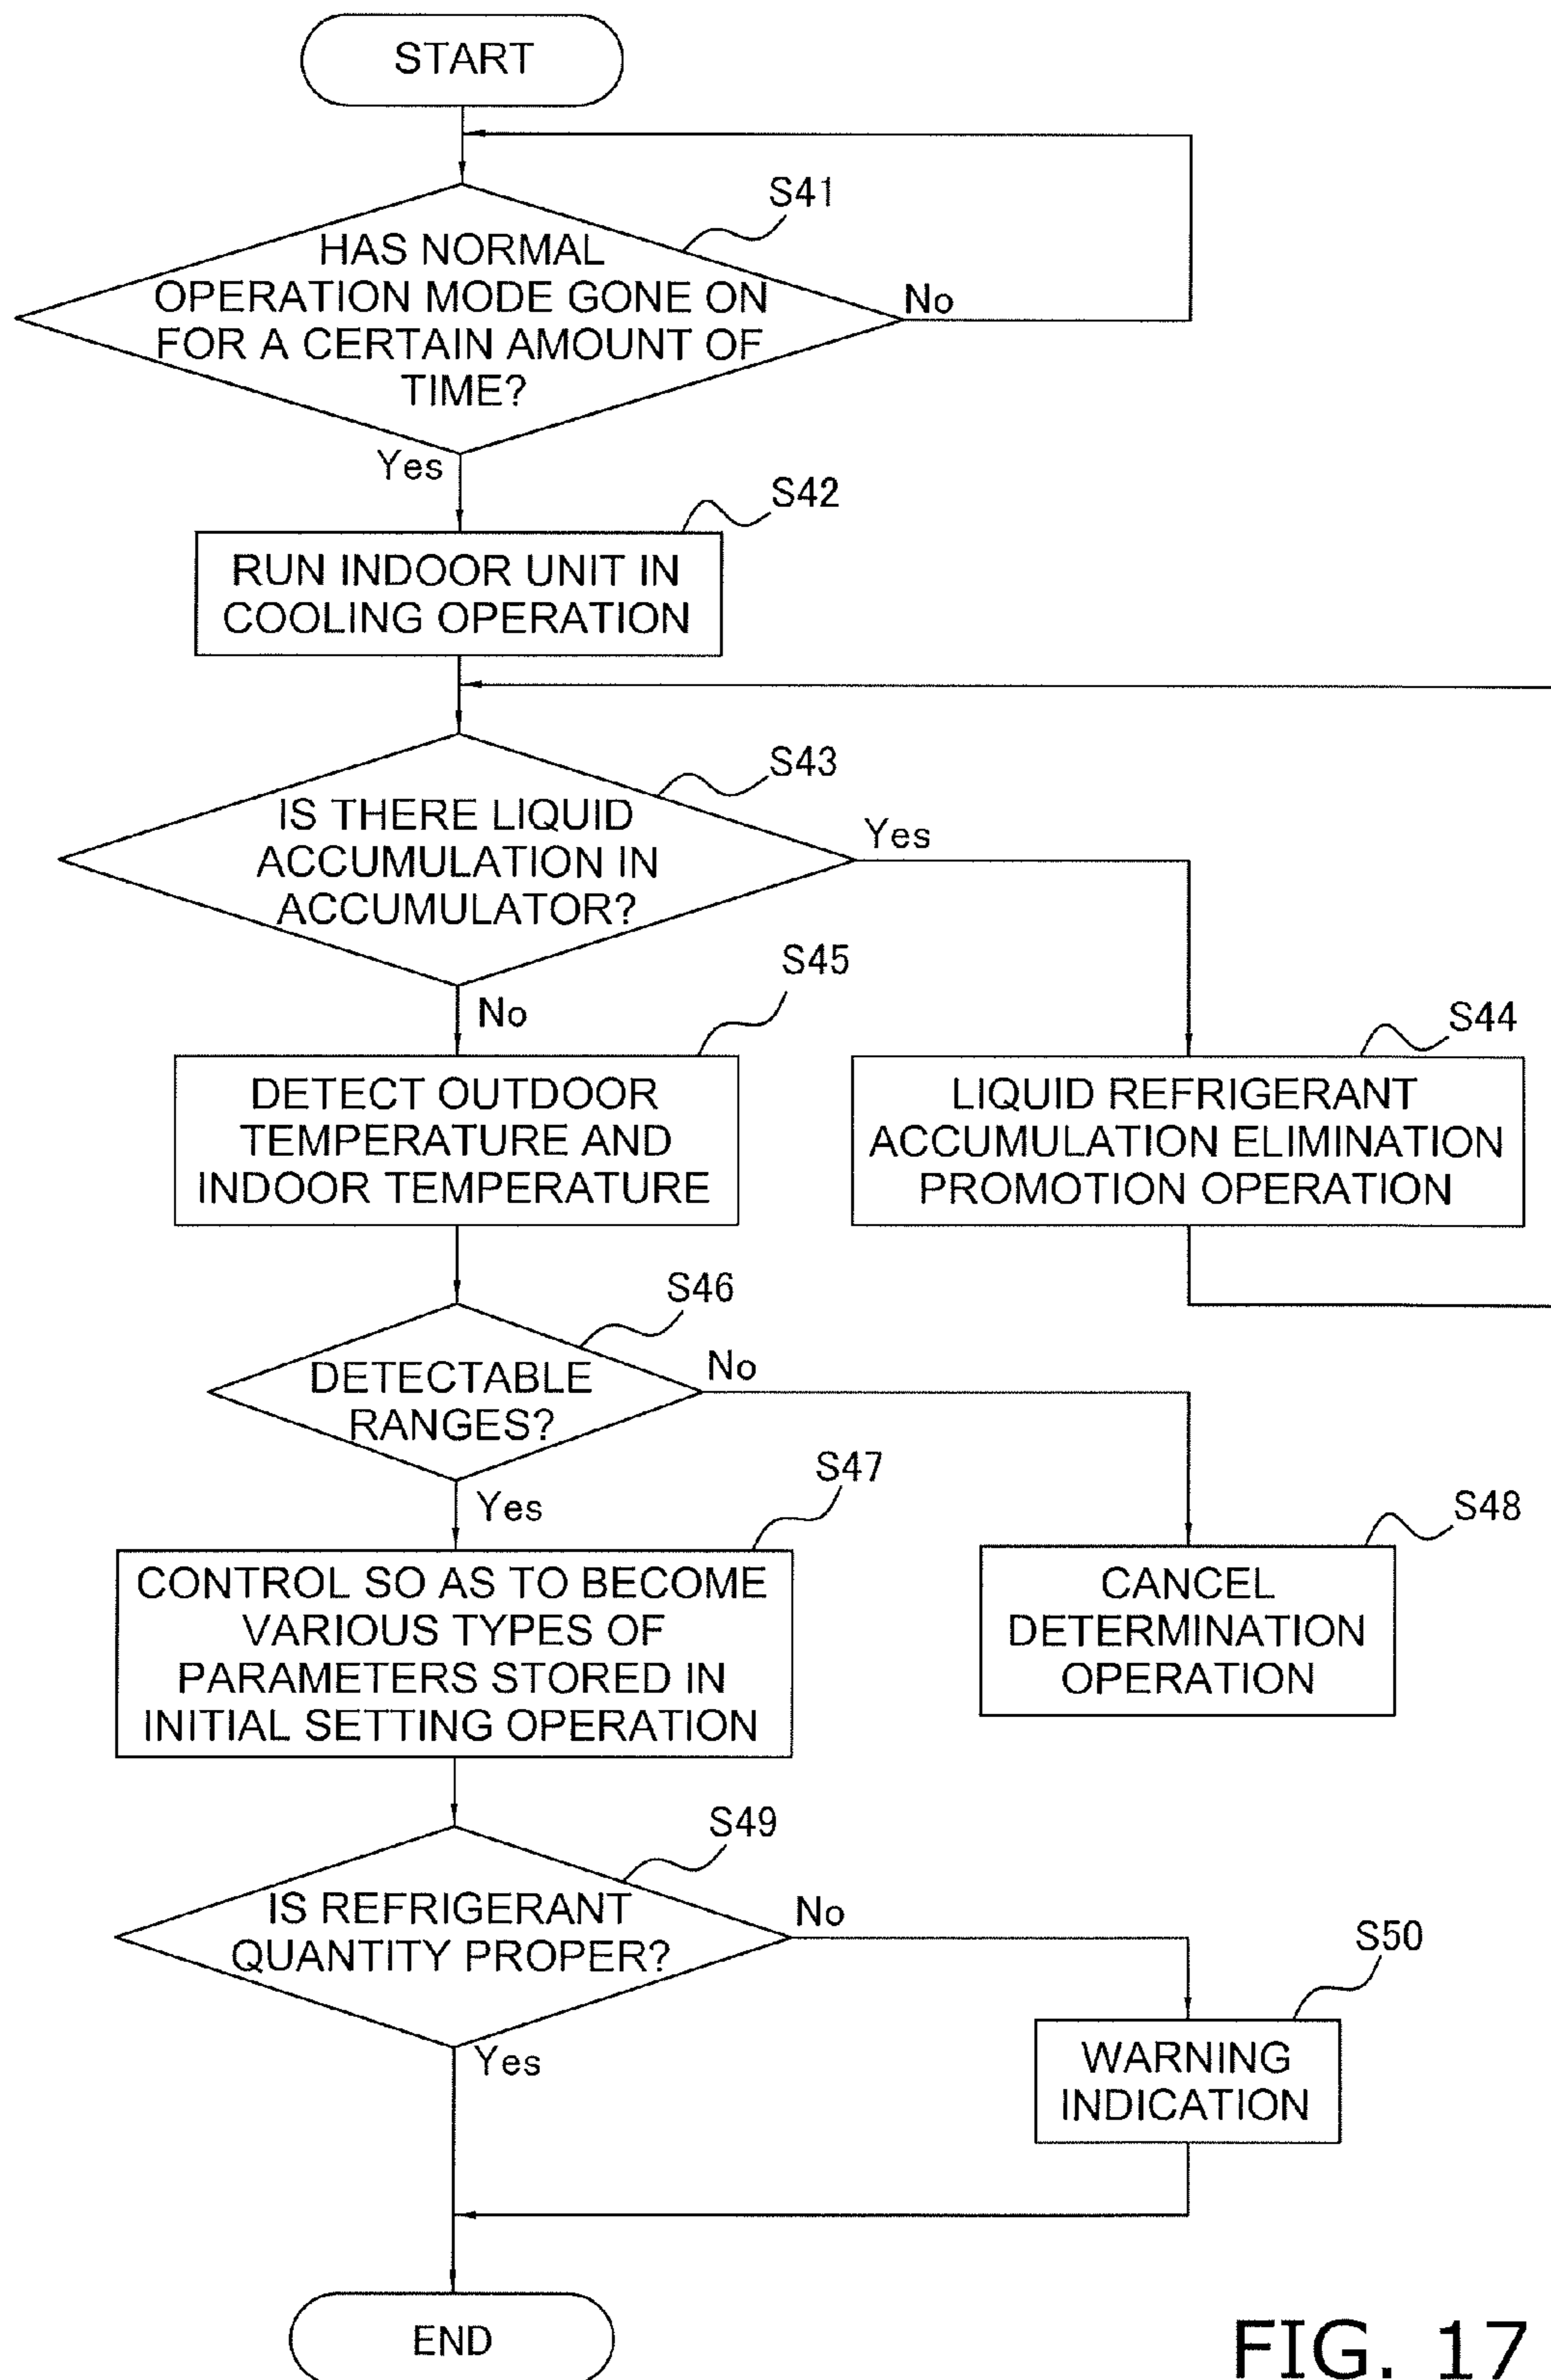 START
S41
HAS NORMAL
OPERATION MODE GONE ON
FOR A CERTAIN AMOUNT OF
TIME?
No
Yes
S42
RUN INDOOR UNIT IN
COOLING OPERATION
S43
IS THERE LIQUID
ACCUMULATION IN
ACCUMULATOR?
Yes
No
S45
DETECT OUTDOOR
TEMPERATURE AND
INDOOR TEMPERATURE
S44
LIQUID REFRIGERANT
ACCUMULATION ELIMINATION
PROMOTION OPERATION
S46
DETECTABLE
RANGES?
No
Yes
S47
CONTROL SO AS TO BECOME
VARIOUS TYPES OF
PARAMETERS STORED IN
INITIAL SETTING OPERATION
S48
CANCEL
DETERMINATION
OPERATION
S49
IS REFRIGERANT
QUANTITY PROPER?
No
Yes
S50
WARNING
INDICATION
END
FIG. 17